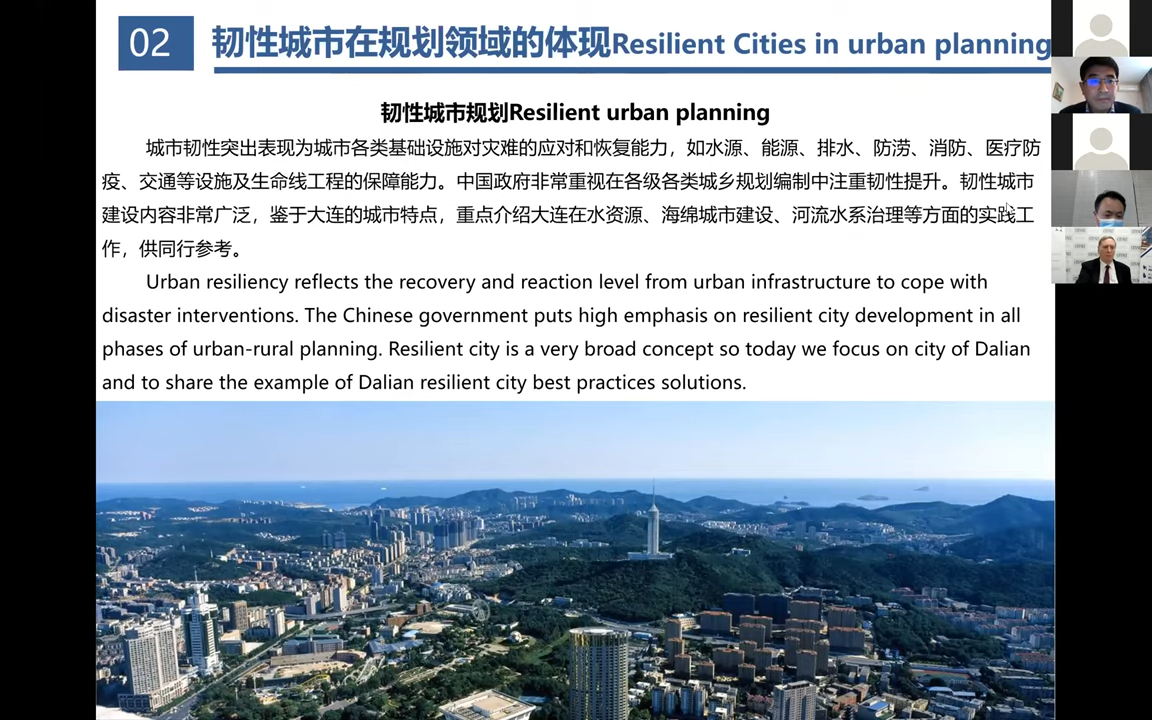 02
韧性城市在规划领域的体现Resilient Cities in urban planning
韧性城市规划Resilient urban planning
城市韧性突出表现为城市各类基础设施对灾难的应对和恢复能力，如水源、能源、排水、防涝、消防、医疗防
疫、交通等设施及生命线工程的保障能力。中国政府非常重视在各级各类城乡规划编制中注重韧性提升。韧性城市
建设内容非常广泛，鉴于大连的城市特点，重点介绍大连在水资源、海绵城市建设、河流水系治理等方面的实践工
作，供同行参考。
Urban resiliency reflects the recovery and reaction level from urban infrastructure to cope with
disaster interventions. The Chinese government puts high emphasis on resilient city development in all
phases of urban-rural planning. Resilient city is a very broad concept so today we focus on city of Dalian
and to share the example of Dalian resilient city best practices solutions.